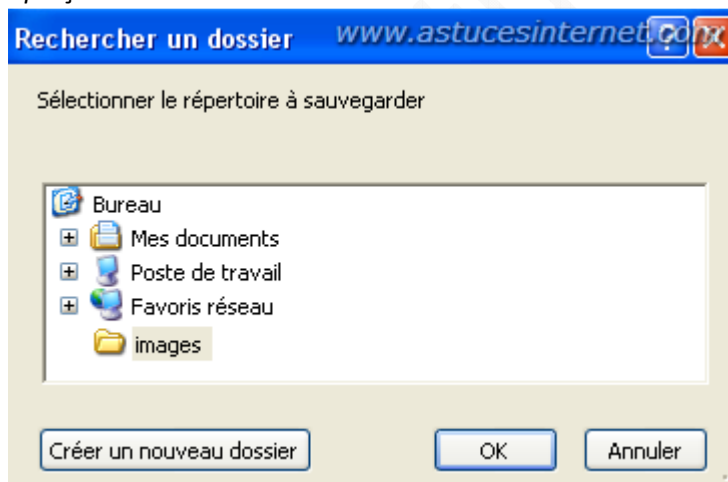 Rechercher un dossier www.astucesinternet.com
Sélectionner le répertoire à sauvegarder
Bureau
Mes documents
Poste de travail
Favoris réseau
images
Créer un nouveau dossier OK Annuler